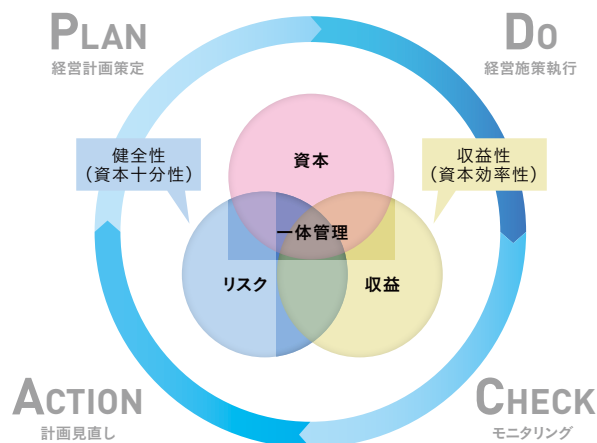 PLAN
経営計画策定
DO
経営施策執行
健全性
（資本十分性）
資本
収益性
（資本効率性）
一体管理
リスク
収益
ACTION
計画見直し
CHECK
モニタリング